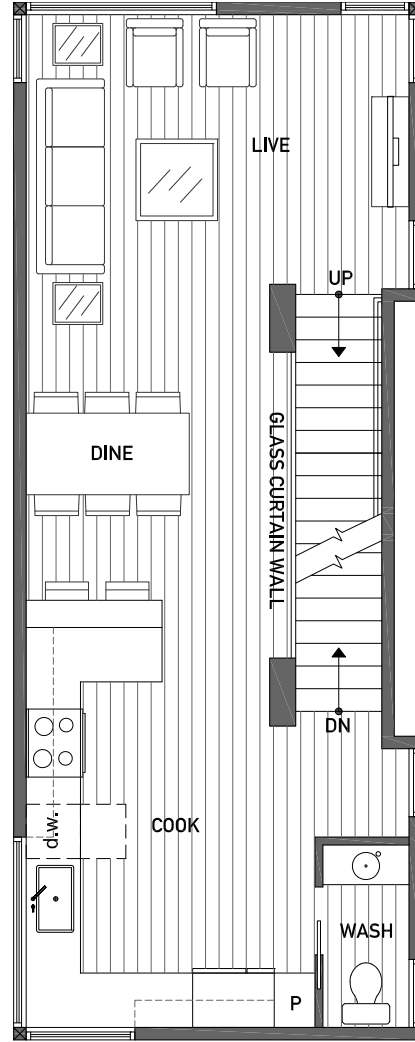 LIVE
UP
DINE
GLASS CURTAIN WALL
DN
d.w.
COOK
WASH
P